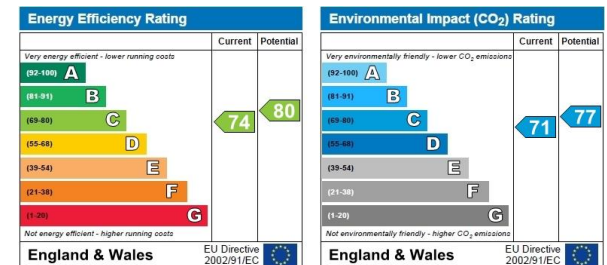 Energy Efficiency Rating
Current Potential
Very energy efficient - lower running costs
(92-100) A
(81-91) B
(69-80) C
(55-68) D
(39-54) E
(21-38) F
(1-20) G
74
80
Not energy efficient - higher running costs
England & Wales
EU Directive
2002/91/EC
Environmental Impact (CO₂) Rating
Current Potential
Very environmentally friendly - lower CO₂ emissions
(92-100) A
(81-91) B
(69-80) C
(55-68) D
(39-54) E
(21-38) F
(1-20) G
71
77
Not environmentally friendly - higher CO₂ emissions
England & Wales
EU Directive
2002/91/EC